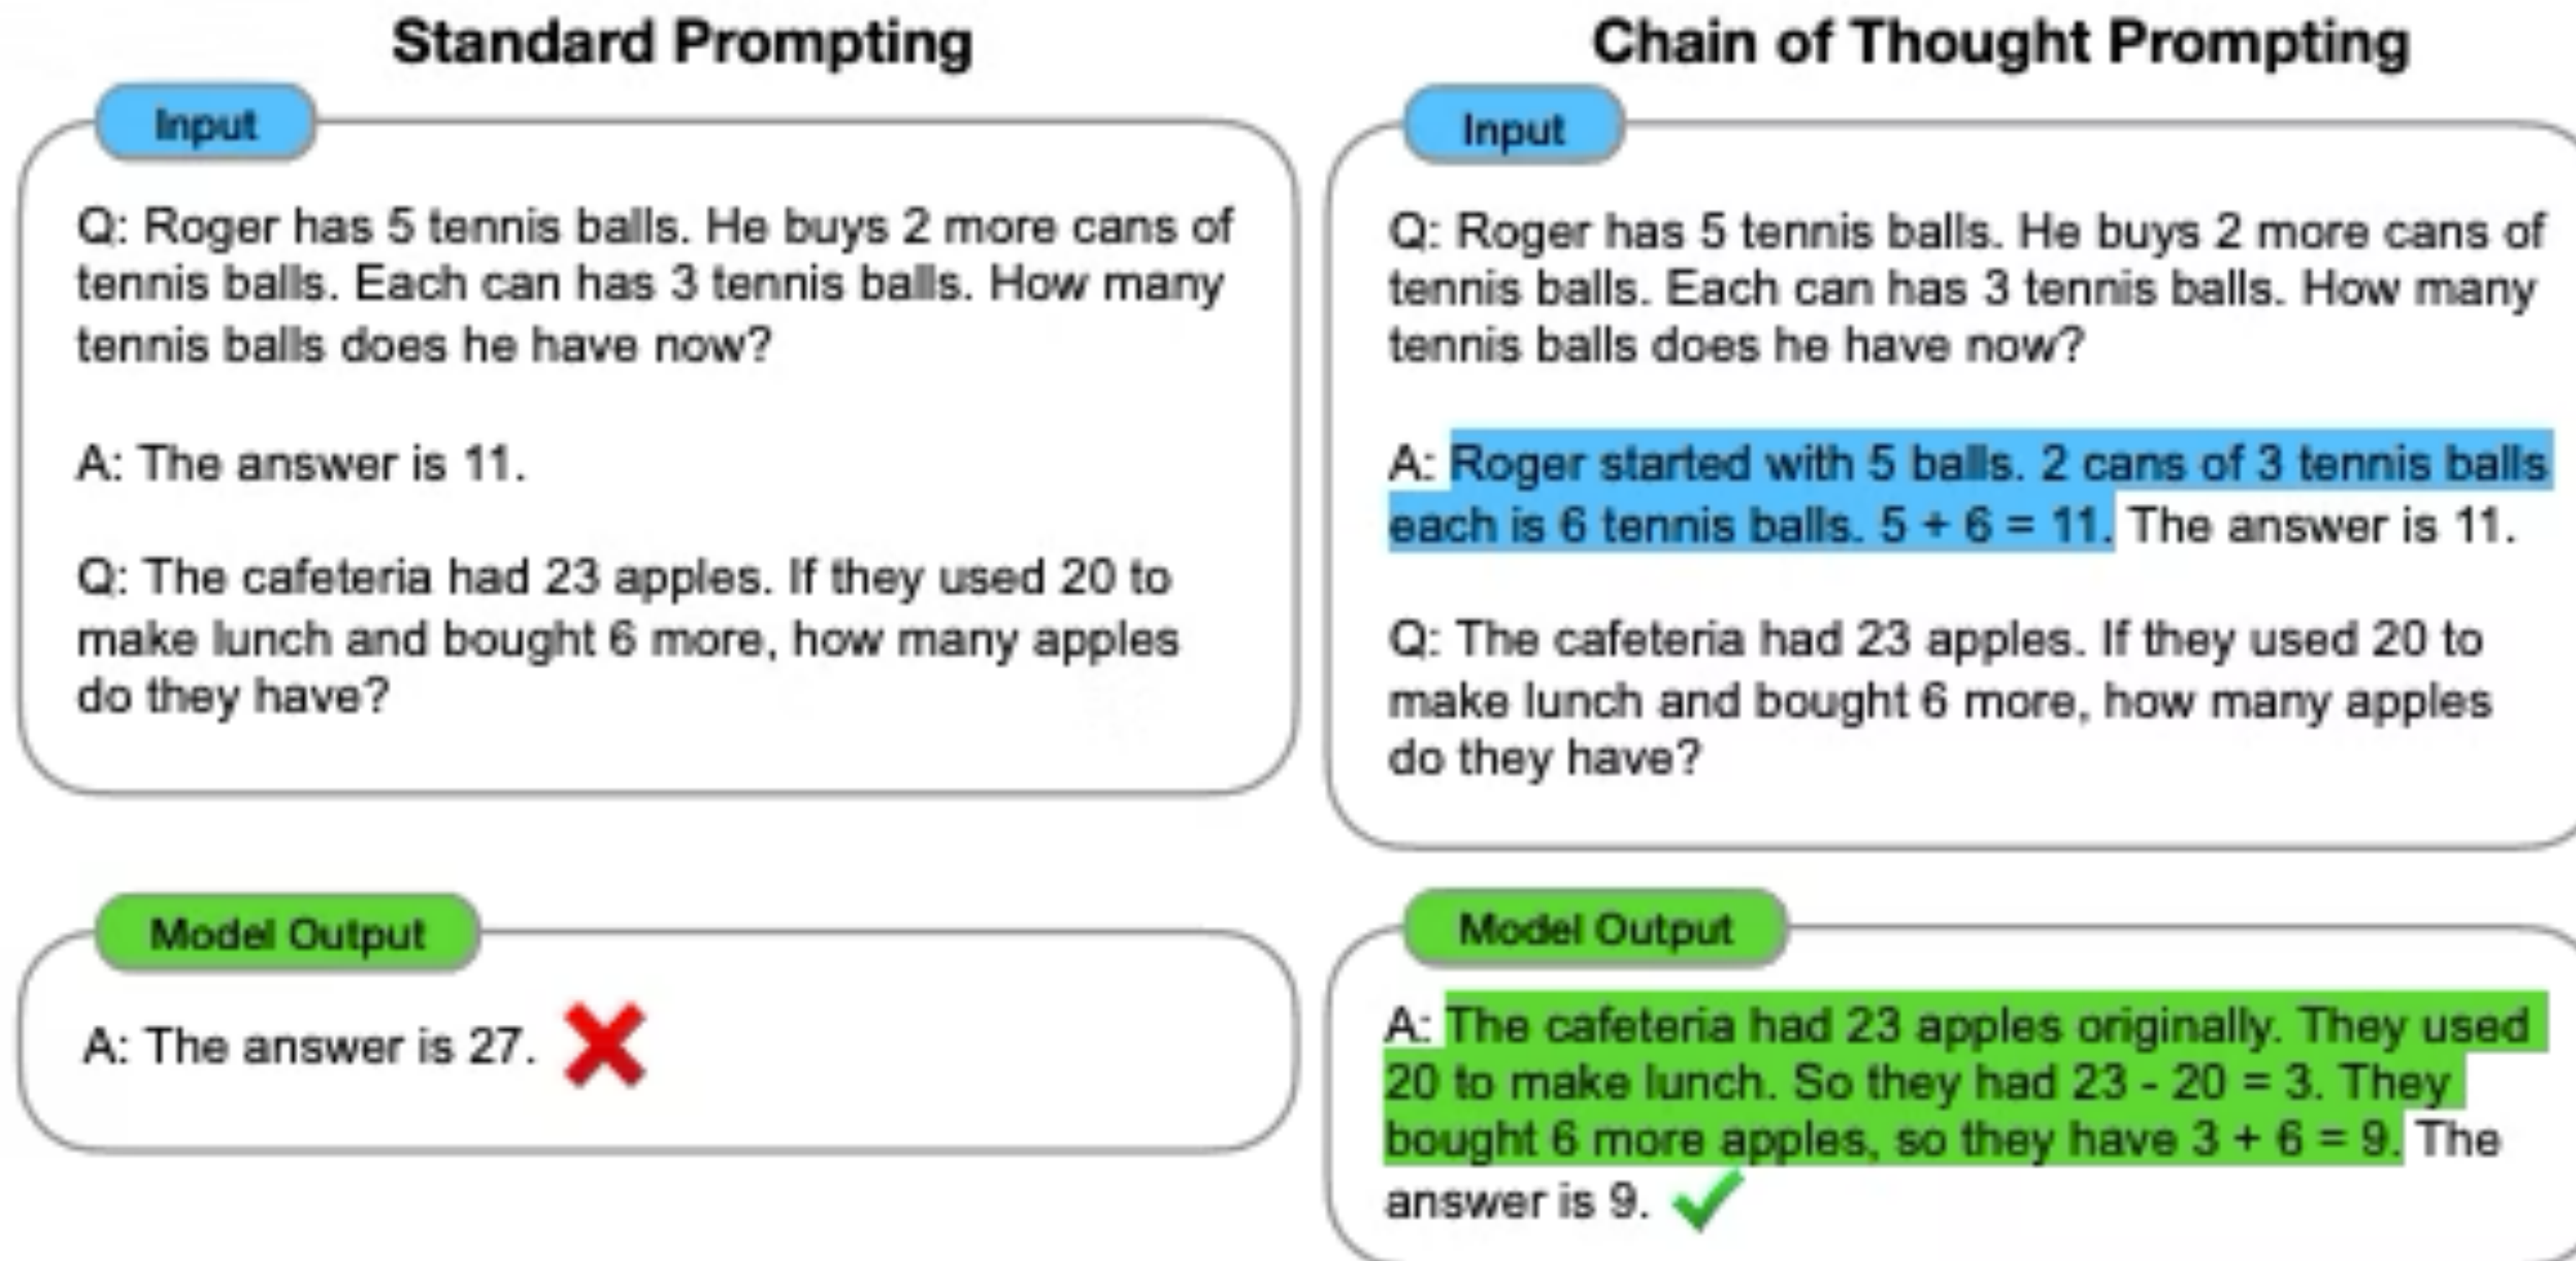 Standard Prompting
Input
Q: Roger has 5 tennis balls. He buys 2 more cans of
tennis balls. Each can has 3 tennis balls. How many
tennis balls does he have now?
A: The answer is 11.
Q: The cafeteria had 23 apples. If they used 20 to
make lunch and bought 6 more, how many apples
do they have?
Model Output
A: The answer is 27.
Chain of Thought Prompting
Input
Q: Roger has 5 tennis balls. He buys 2 more cans of
tennis balls. Each can has 3 tennis balls. How many
tennis balls does he have now?
A: Roger started with 5 balls. 2 cans of 3 tennis balls
each is 6 tennis balls. 5 + 6 = 11. The answer is 11.
Q: The cafeteria had 23 apples. If they used 20 to
make lunch and bought 6 more, how many apples
do they have?
Model Output
A: The cafeteria had 23 apples originally. They used
20 to make lunch. So they had 23 - 20 = 3. They
bought 6 more apples, so they have 3 + 6 = 9. The
answer is 9.